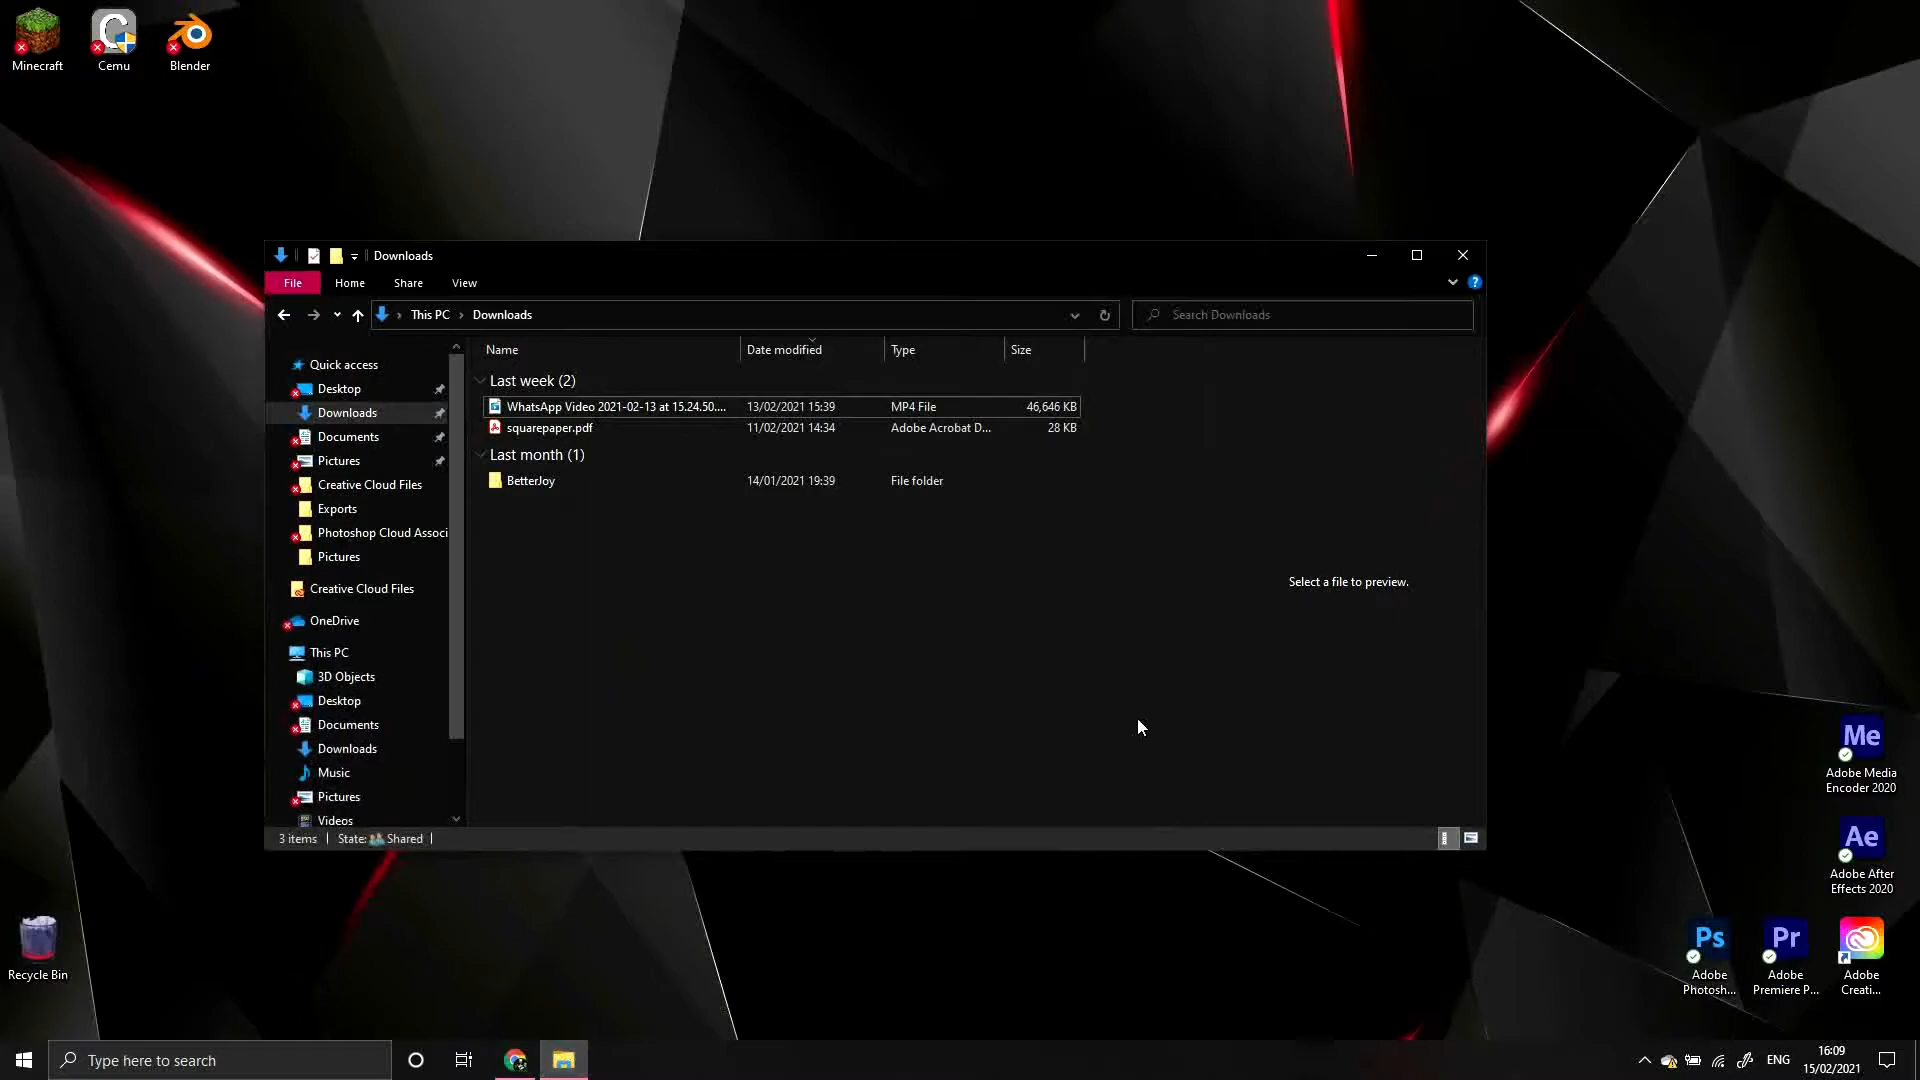 Minecraft
Cemu
Blender
Downloads
File
Home
Share
View
This PC
Downloads
Search Downloads
Name
Date modified
Type
Size
Last week (2)
WhatsApp Video 2021-02-13 at 15.24.50....
13/02/2021 15:39
MP4 File
46,646 KB
squarepaper.pdf
11/02/2021 14:34
Adobe Acrobat D...
28 KB
Last month (1)
BetterJoy
14/01/2021 19:39
File folder
Quick access
Desktop
Downloads
Documents
Pictures
Creative Cloud Files
Exports
Photoshop Cloud Associ
Pictures
Creative Cloud Files
OneDrive
This PC
3D Objects
Desktop
Documents
Downloads
Music
Pictures
Videos
Select a file to preview.
3 items
State:
Shared
Me
Adobe Media
Encoder 2020
Ae
Adobe After
Effects 2020
Ps
Adobe
Photosh...
Pr
Adobe
Premiere P...
Adobe
Creati...
Recycle Bin
Type here to search
ENG
16:09
15/02/2021